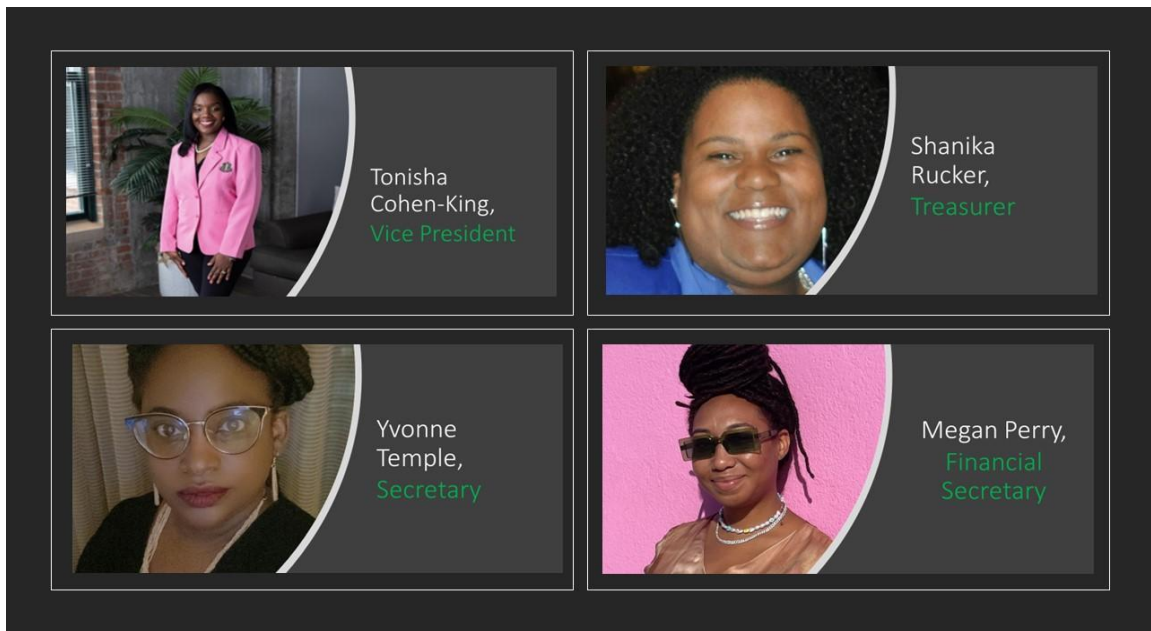 Tonisha
Cohen-King,
Vice President
Shanika
Rucker,
Treasurer
Yvonne
Temple,
Secretary
Megan Perry,
Financial
Secretary